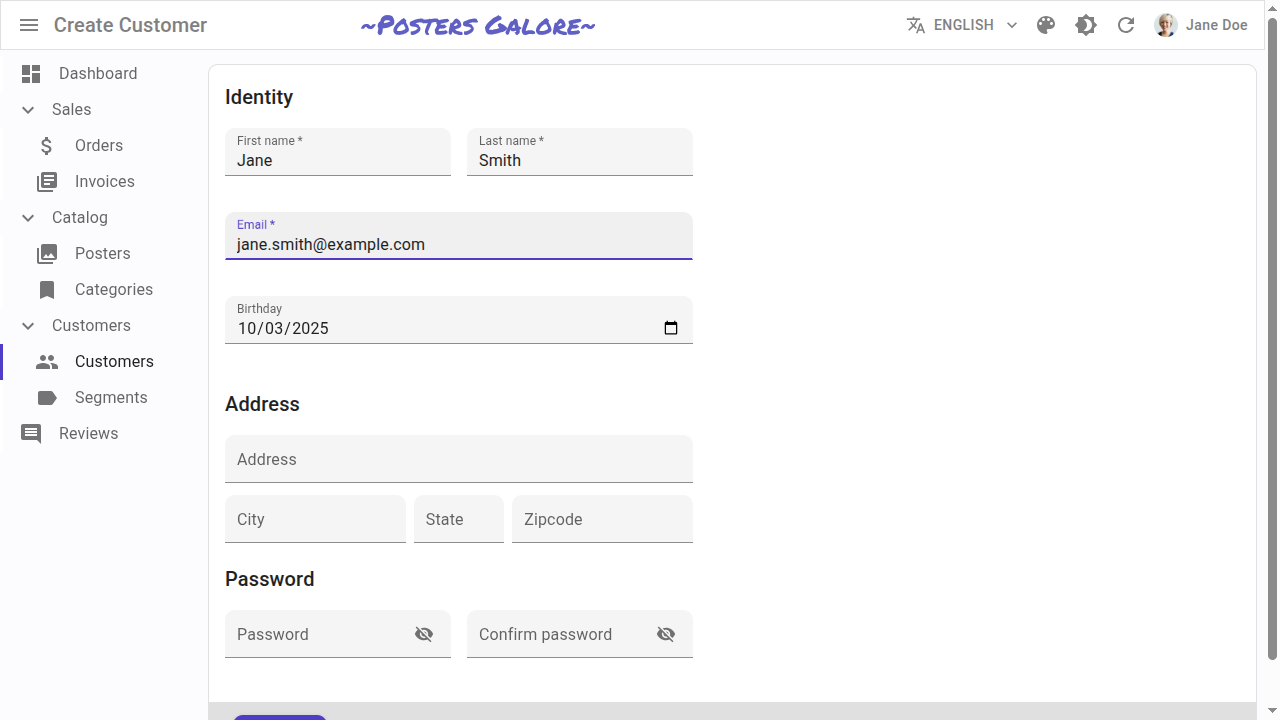 Create Customer
~Posters Galore~
ENGLISH
Jane Doe
Dashboard
Sales
Orders
Invoices
Catalog
Posters
Categories
Customers
Customers
Segments
Reviews
Identity
First name *
Jane
Last name *
Smith
Email *
jane.smith@example.com
Birthday
10/03/2025
Address
Address
City
State
Zipcode
Password
Password
Confirm password